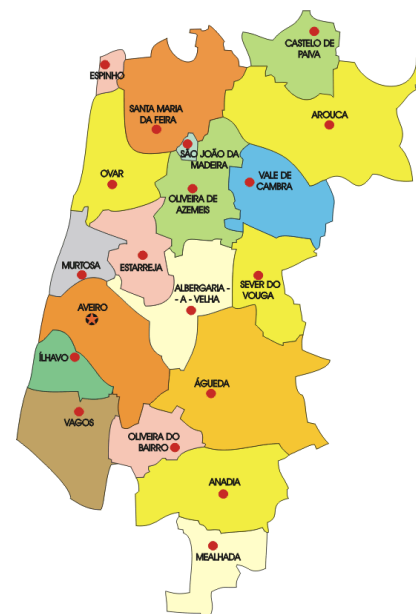 CASTELO DE
PAIVA
ESPINHO
SANTA MARIA
DA FEIRA
AROUCA
SÃO JOÃO DA
MADEIRA
OVAR
VALE DE
CAMBRA
OLIVEIRA DE
AZEMEIS
MURTOSA
ESTARREJA
ALBERGARIA -
- A - VELHA
SEVER DO
VOUGA
AVEIRO
ÍLHAVO
ÁGUEDA
VAGOS
OLIVEIRA DO
BAIRRO
ANADIA
MEALHADA